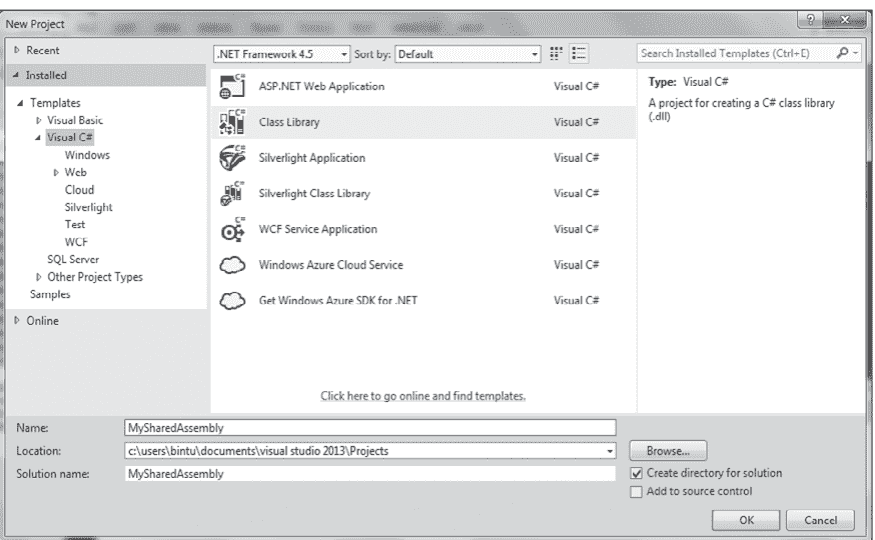 New Project
Recent
Installed
Templates
Visual Basic
Visual C#
Windows
Web
Cloud
Silverlight
Test
WCF
SQL Server
Other Project Types
Samples
Online
.NET Framework 4.5
Sort by: Default
ASP.NET Web Application Visual C#
Class Library Visual C#
Silverlight Application Visual C#
Silverlight Class Library Visual C#
WCF Service Application Visual C#
Windows Azure Cloud Service Visual C#
Get Windows Azure SDK for .NET Visual C#
Click here to go online and find templates.
Search Installed Templates (Ctrl+E)
Type: Visual C#
A project for creating a C# class library
(.dll)
Name: MySharedAssembly
Location: c:\users\bintu\documents\visual studio 2013\Projects
Browse...
Solution name: MySharedAssembly
Create directory for solution
Add to source control
OK
Cancel